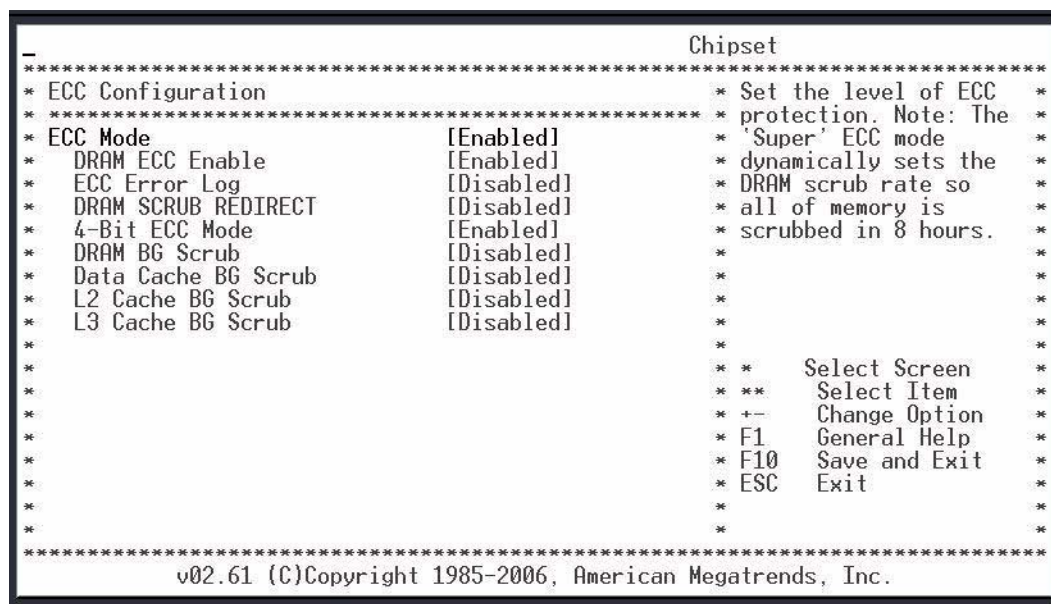 Chipset
********************************************************************************
* ECC Configuration * Set the level of ECC *
* *************************************************** * protection. Note: The *
* ECC Mode [Enabled] * 'Super' ECC mode *
* DRAM ECC Enable [Enabled] * dynamically sets the *
* ECC Error Log [Disabled] * DRAM scrub rate so *
* DRAM SCRUB REDIRECT [Disabled] * all of memory is *
* 4-Bit ECC Mode [Enabled] * scrubbed in 8 hours. *
* DRAM BG Scrub [Disabled] * *
* Data Cache BG Scrub [Disabled] * *
* L2 Cache BG Scrub [Disabled] * *
* L3 Cache BG Scrub [Disabled] * *
* * *
* * * Select Screen *
* * ** Select Item *
* * +- Change Option *
* * F1 General Help *
* * F10 Save and Exit *
* * ESC Exit *
* * *
* * *
********************************************************************************
v02.61 (C)Copyright 1985-2006, American Megatrends, Inc.